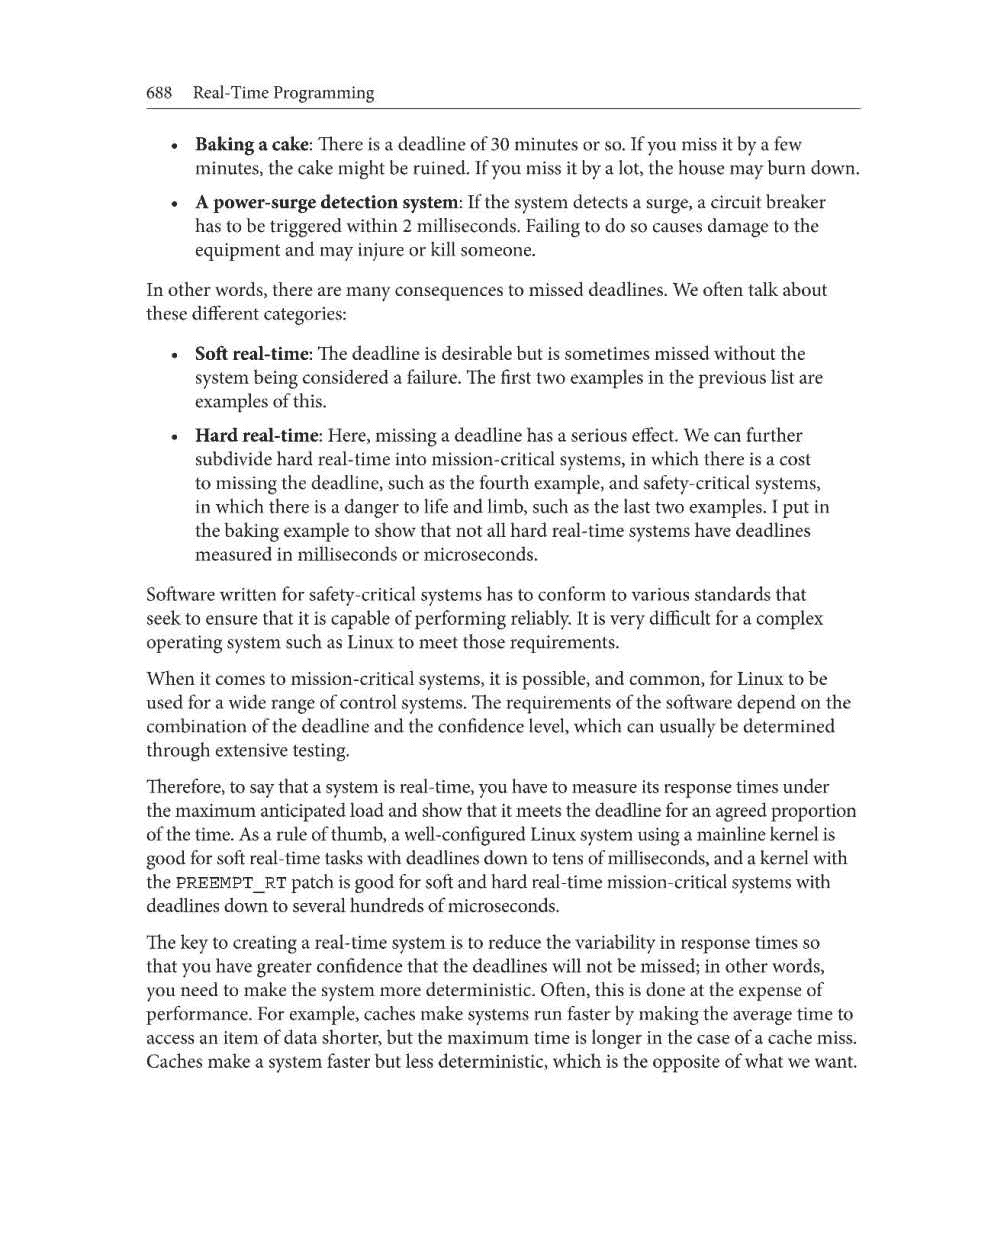 688 Real-Time Programming
• Baking a cake: There is a deadline of 30 minutes or so. If you miss it by a few
minutes, the cake might be ruined. If you miss it by a lot, the house may burn down.
• A power-surge detection system: If the system detects a surge, a circuit breaker
has to be triggered within 2 milliseconds. Failing to do so causes damage to the
equipment and may injure or kill someone.
In other words, there are many consequences to missed deadlines. We often talk about
these different categories:
• Soft real-time: The deadline is desirable but is sometimes missed without the
system being considered a failure. The first two examples in the previous list are
examples of this.
• Hard real-time: Here, missing a deadline has a serious effect. We can further
subdivide hard real-time into mission-critical systems, in which there is a cost
to missing the deadline, such as the fourth example, and safety-critical systems,
in which there is a danger to life and limb, such as the last two examples. I put in
the baking example to show that not all hard real-time systems have deadlines
measured in milliseconds or microseconds.
Software written for safety-critical systems has to conform to various standards that
seek to ensure that it is capable of performing reliably. It is very difficult for a complex
operating system such as Linux to meet those requirements.
When it comes to mission-critical systems, it is possible, and common, for Linux to be
used for a wide range of control systems. The requirements of the software depend on the
combination of the deadline and the confidence level, which can usually be determined
through extensive testing.
Therefore, to say that a system is real-time, you have to measure its response times under
the maximum anticipated load and show that it meets the deadline for an agreed proportion
of the time. As a rule of thumb, a well-configured Linux system using a mainline kernel is
good for soft real-time tasks with deadlines down to tens of milliseconds, and a kernel with
the PREEMPT_RT patch is good for soft and hard real-time mission-critical systems with
deadlines down to several hundreds of microseconds.
The key to creating a real-time system is to reduce the variability in response times so
that you have greater confidence that the deadlines will not be missed; in other words,
you need to make the system more deterministic. Often, this is done at the expense of
performance. For example, caches make systems run faster by making the average time to
access an item of data shorter, but the maximum time is longer in the case of a cache miss.
Caches make a system faster but less deterministic, which is the opposite of what we want.